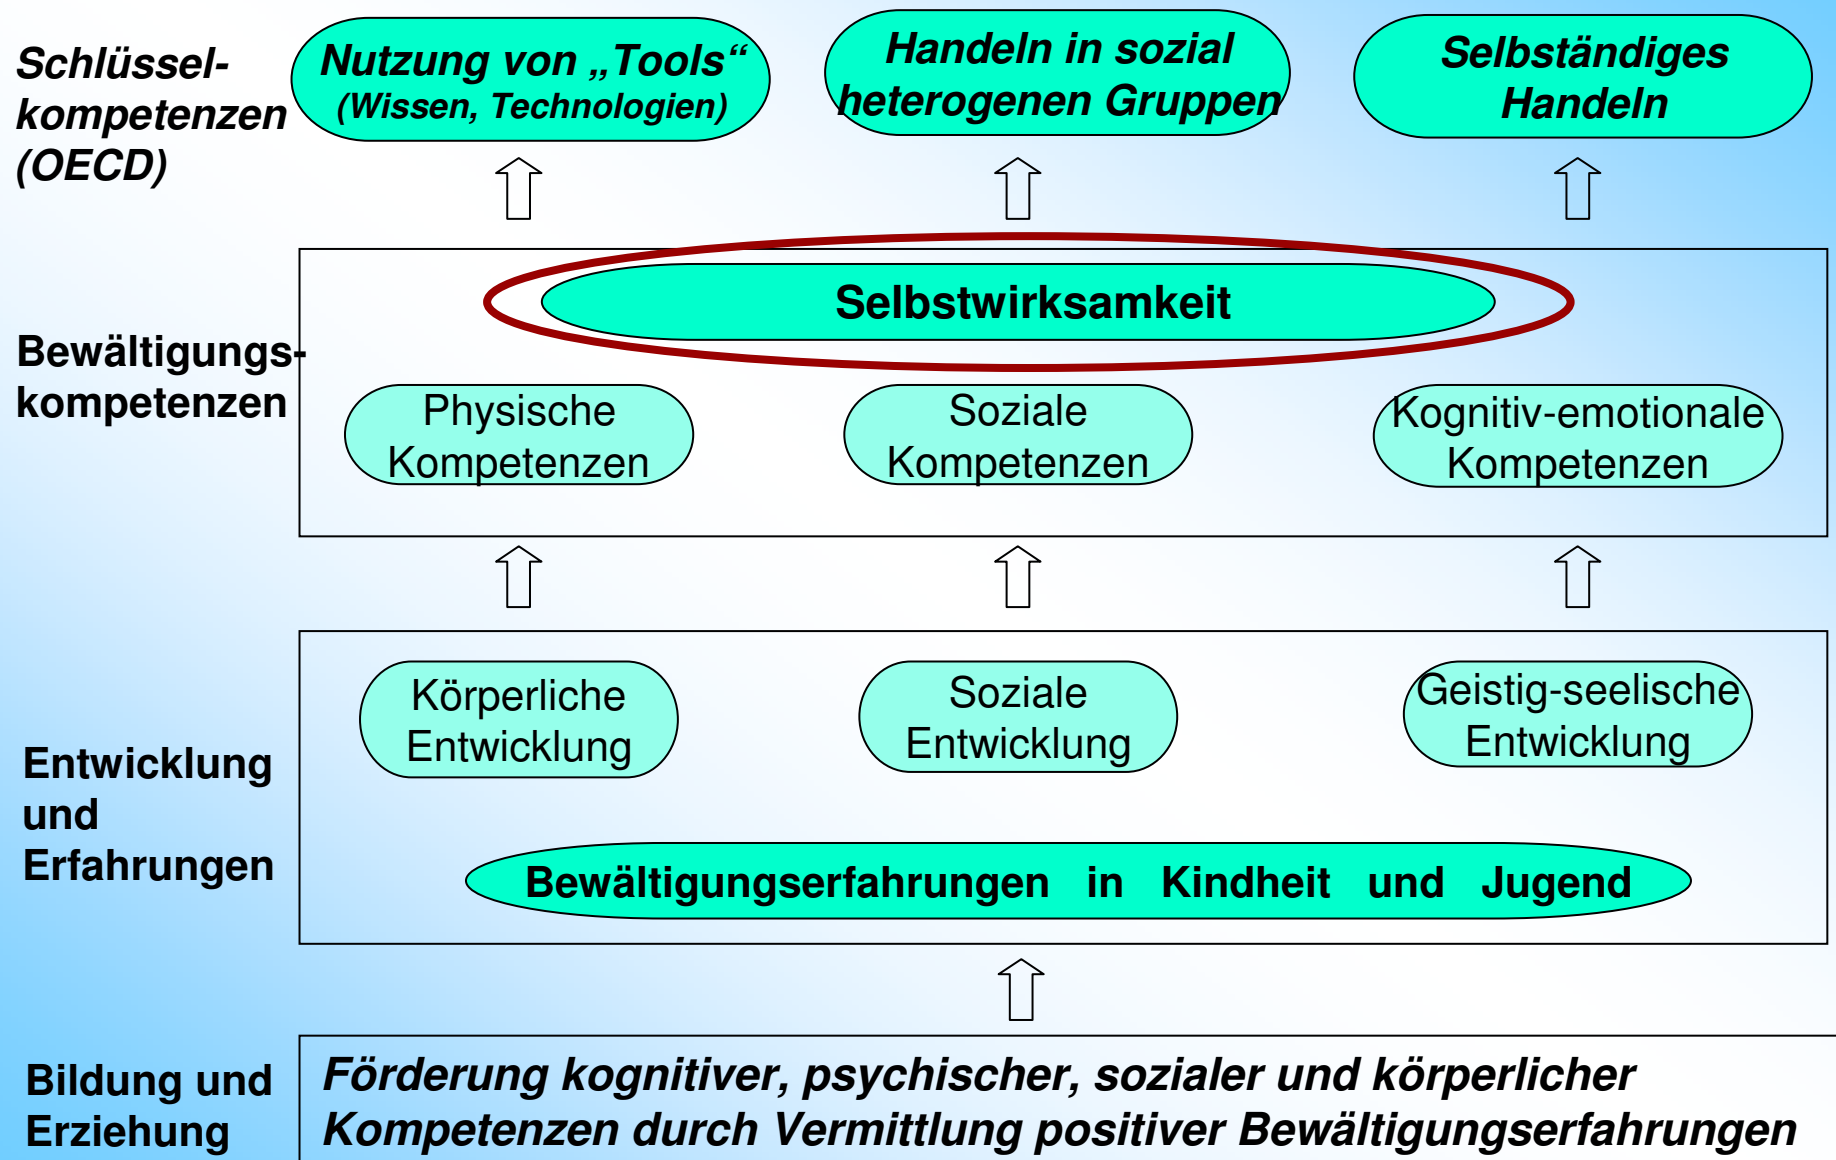 Schlüssel-
kompetenzen
(OECD)
Nutzung von „Tools“
(Wissen, Technologien)
Handeln in sozial
heterogenen Gruppen
Selbständiges
Handeln
Bewältigungs-
kompetenzen
Selbstwirksamkeit
Physische
Kompetenzen
Soziale
Kompetenzen
Kognitiv-emotionale
Kompetenzen
Entwicklung
und
Erfahrungen
Körperliche
Entwicklung
Soziale
Entwicklung
Geistig-seelische
Entwicklung
Bewältigungserfahrungen in Kindheit und Jugend
Bildung und
Erziehung
Förderung kognitiver, psychischer, sozialer und körperlicher
Kompetenzen durch Vermittlung positiver Bewältigungserfahrungen